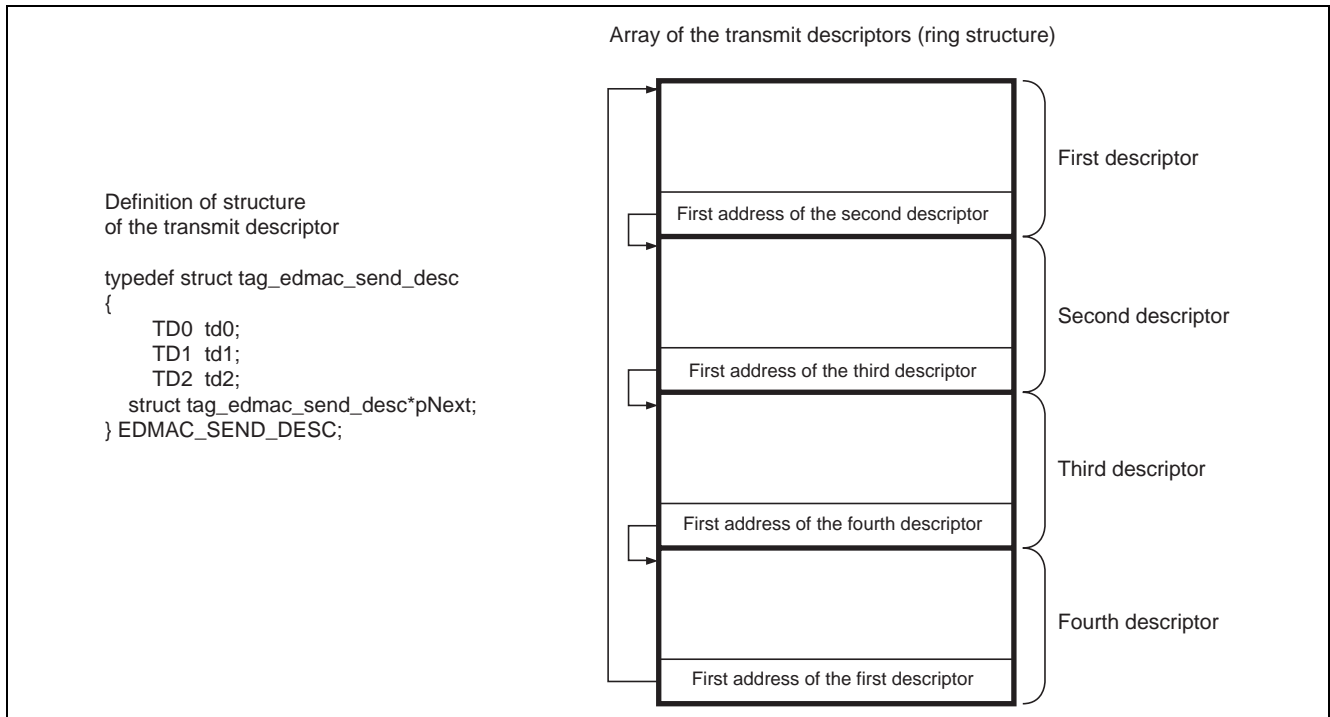 Array of the transmit descriptors (ring structure)
Definition of structure
of the transmit descriptor
typedef struct tag_edmac_send_desc
{
TD0 td0;
TD1 td1;
TD2 td2;
struct tag_edmac_send_desc*pNext;
} EDMAC_SEND_DESC;
First address of the second descriptor
First descriptor
First address of the third descriptor
Second descriptor
First address of the fourth descriptor
Third descriptor
First address of the first descriptor
Fourth descriptor